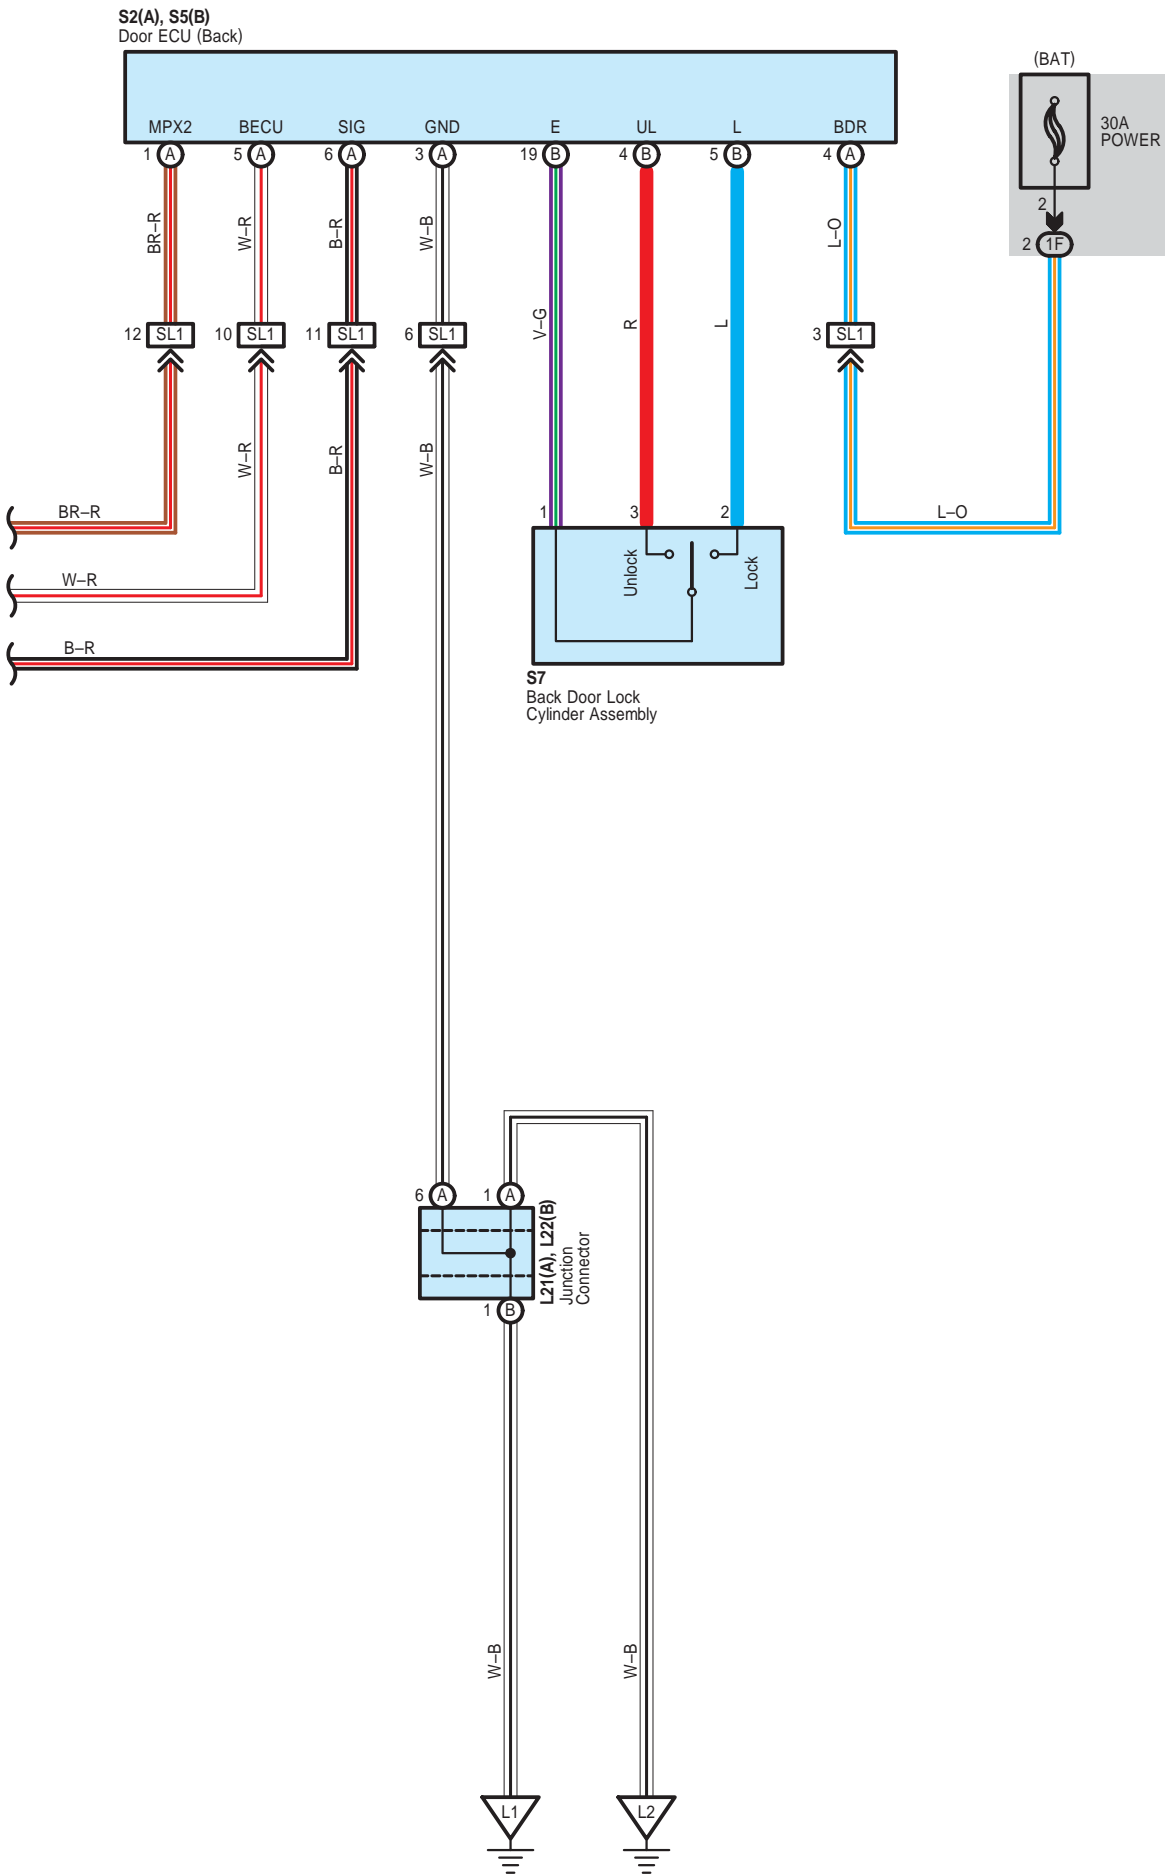 S2(A), S5(B)
Door ECU (Back)
(BAT)
30A
POWER
MPX2 BECU SIG GND E UL L BDR
1 A 5 A 6 A 3 A 19 B 4 B 5 B 4 A
2
2 1F
BR–R W–R B–R W–B V–G R L L–O
12 SL1 10 SL1 11 SL1 6 SL1 3 SL1
W–R B–R W–B
BR–R
1 3 2
L–O
Unlock Lock
W–R
B–R
S7
Back Door Lock
Cylinder Assembly
6 A 1 A
L21(A), L22(B)
Junction
Connector
1 B
W–B W–B
L1 L2